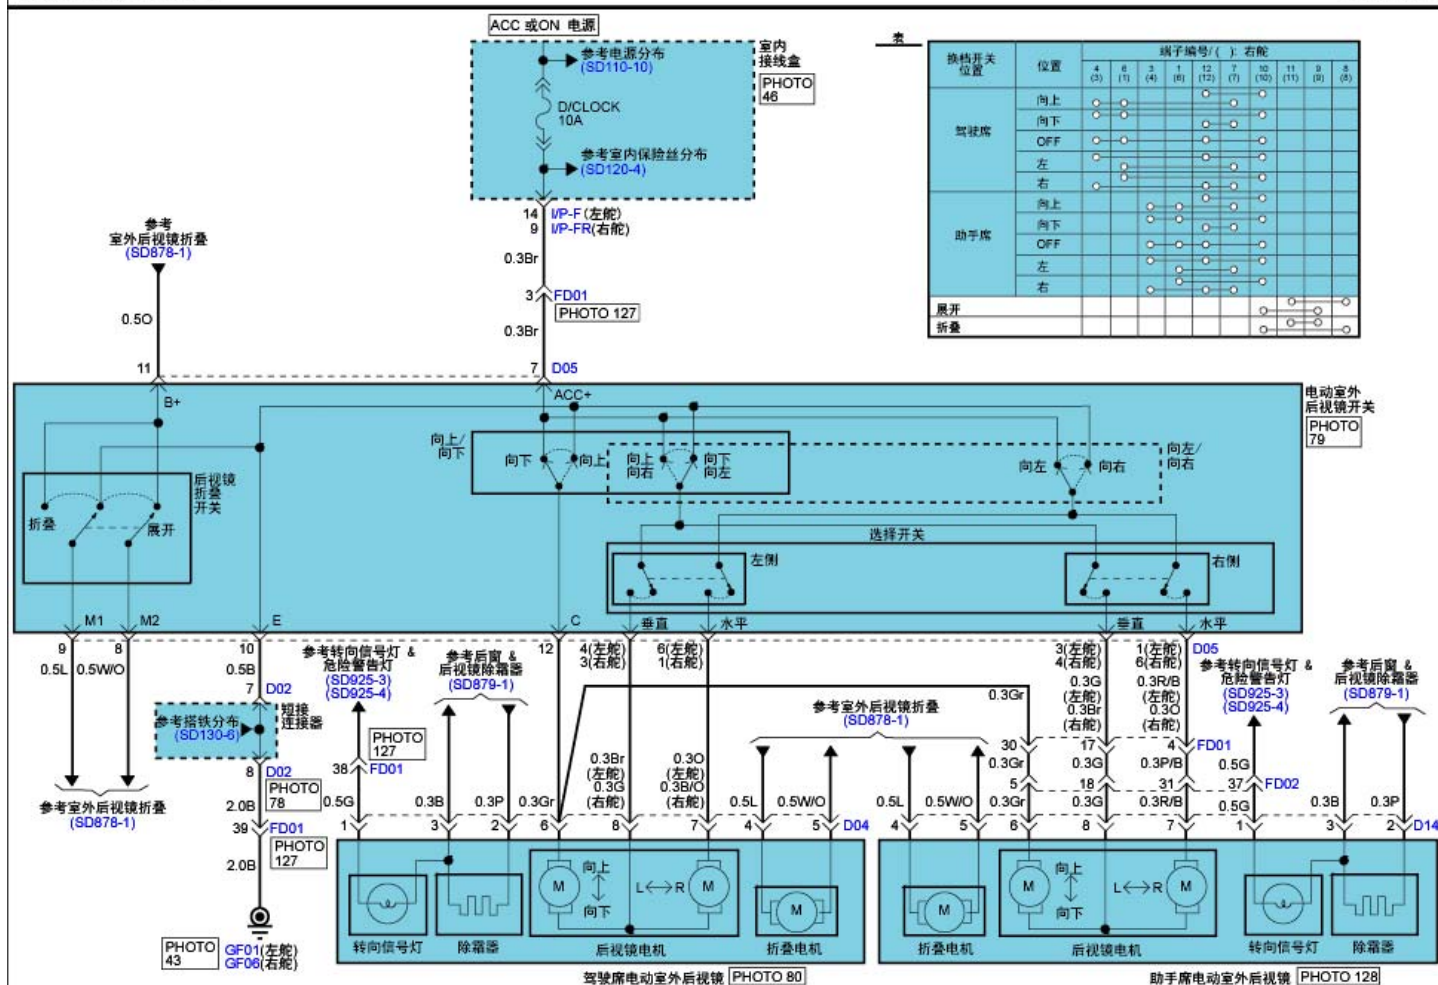 ACC 或ON 电源
室内
接线盒
PHOTO
46
参考电源分布
(SD110-10)
D/CLOCK
10A
参考室内保险丝分布
(SD120-4)
14 I/P-F (左舵)
9 I/P-FR(右舵)
0.3Br
3 FD01
PHOTO 127
0.3Br
7 D05
参考
室外后视镜折叠
(SD878-1)
0.5O
11
表
换档开关
位置
位置
端子编号/( ): 右舵
4 6 3 1 12 7 10 11 9 8
(3) (1) (4) (6) (12) (7) (10) (11) (9) (8)
驾驶席
向上
向下
OFF
左
右
助手席
向上
向下
OFF
左
右
展开
折叠
B+
ACC+
电动室外
后视镜开关
PHOTO
79
向上/
向下
向下 向上
向上
向右
向下
向左
向左 向右
向左/
向右
后视镜
折叠
开关
折叠 展开
选择开关
左侧
右侧
M1 M2 E C 垂直 水平 垂直 水平
9 8 10 12
4(左舵)
3(右舵)
6(左舵)
1(右舵)
3(左舵)
4(右舵)
1(左舵)
6(右舵)
D05
0.5L 0.5W/O 0.5B
7 D02
短接
连接器
参考搭铁分布
(SD130-6)
8 D02
PHOTO
78
2.0B
39 FD01
PHOTO
127
2.0B
PHOTO
43
GF01(左舵)
GF06(右舵)
参考室外后视镜折叠
(SD878-1)
参考转向信号灯 &
危险警告灯
(SD925-3)
(SD925-4)
PHOTO
127
38 FD01
参考后窗 &
后视镜除霜器
(SD879-1)
0.5G 0.3B 0.3P 0.3Gr
0.3Br
(左舵)
0.3G
(右舵)
0.3O
(左舵)
0.3B/O
(右舵)
参考室外后视镜折叠
(SD878-1)
0.5L 0.5W/O
0.5L 0.5W/O
0.3Gr
0.3G
(左舵)
0.3Br
(右舵)
0.3R/B
(左舵)
0.3O
(右舵)
30 17 4 FD01
0.3Gr 0.3G 0.3P/B 0.5G
5 18 31 37 FD02
0.3Gr 0.3G 0.3R/B 0.5G
参考转向信号灯 &
危险警告灯
(SD925-3)
(SD925-4)
参考后窗 &
后视镜除霜器
(SD879-1)
0.3B 0.3P
1 3 2 6 8 7 4 5 D04
4 5 6 8 7 1 3 2 D14
向上
向下
M
L R
M
M
转向信号灯
除霜器
后视镜电机
折叠电机
驾驶席电动室外后视镜 PHOTO 80
M
M
向上
向下
L R
M
折叠电机
后视镜电机
转向信号灯
除霜器
助手席电动室外后视镜 PHOTO 128